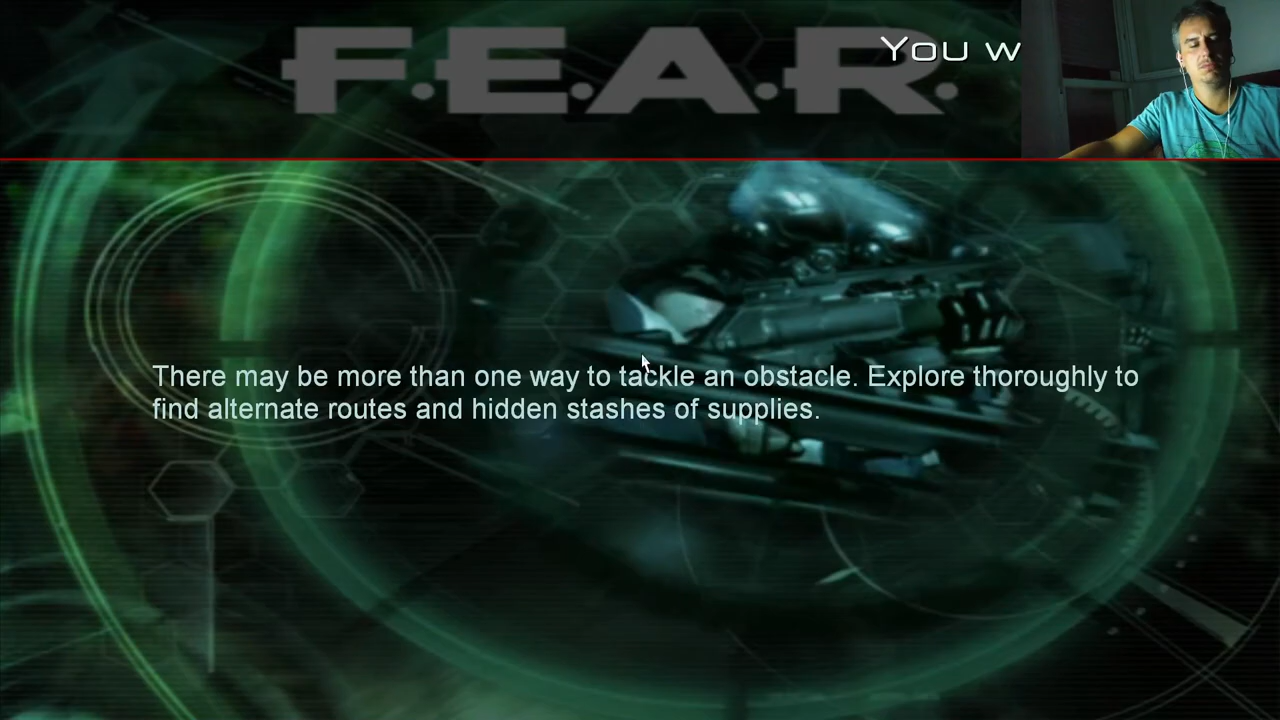 F.E.A.R.
You w
There may be more than one way to tackle an obstacle. Explore thoroughly to
find alternate routes and hidden stashes of supplies.